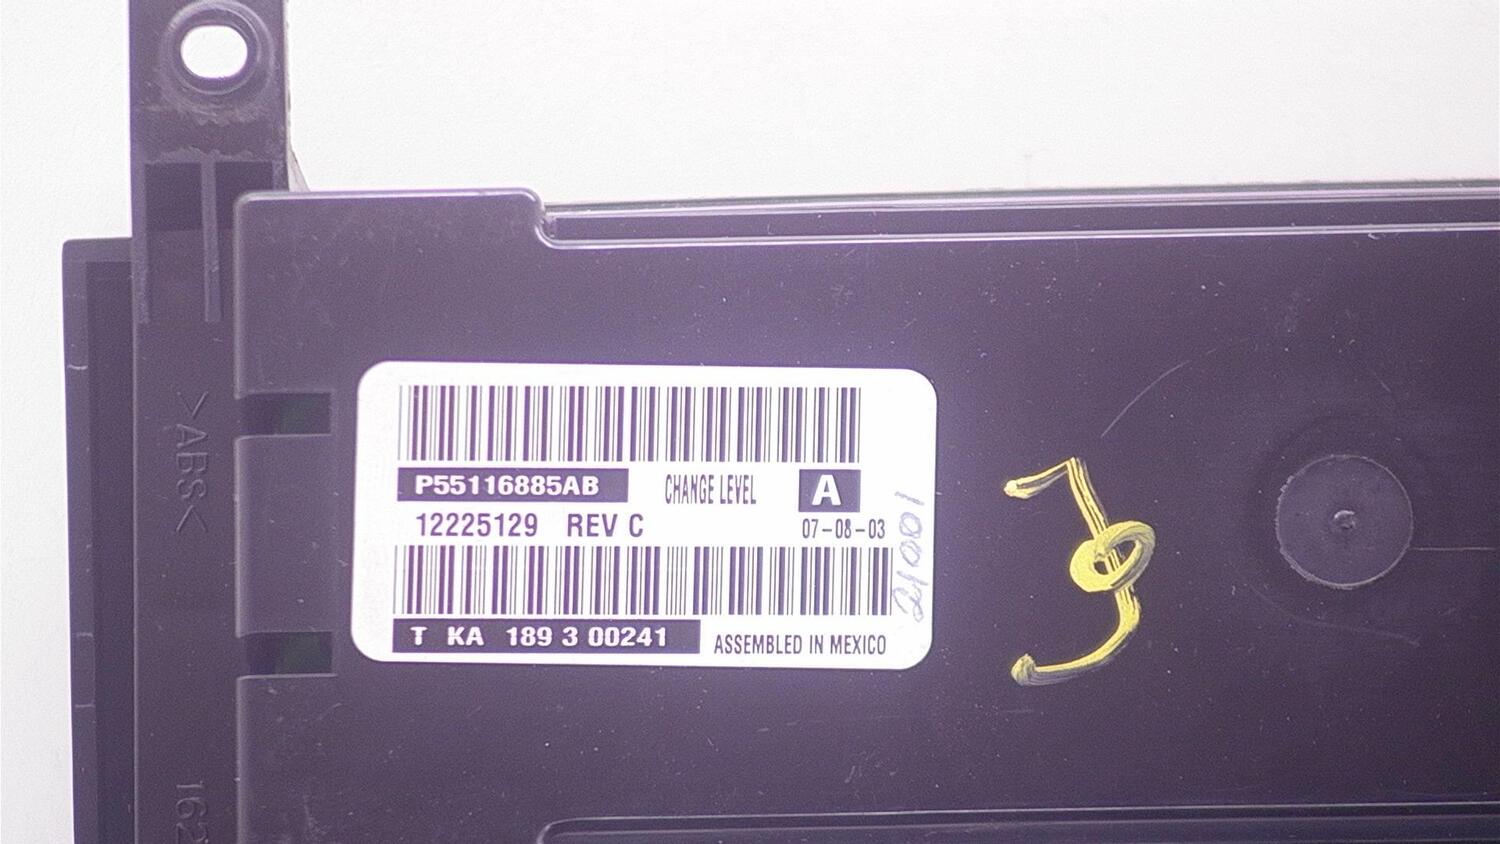 P55116885AB CHANGE LEVEL A
12225129 REV C 07-08-03
T KA 189 3 00241 ASSEMBLED IN MEXICO
>ABS<